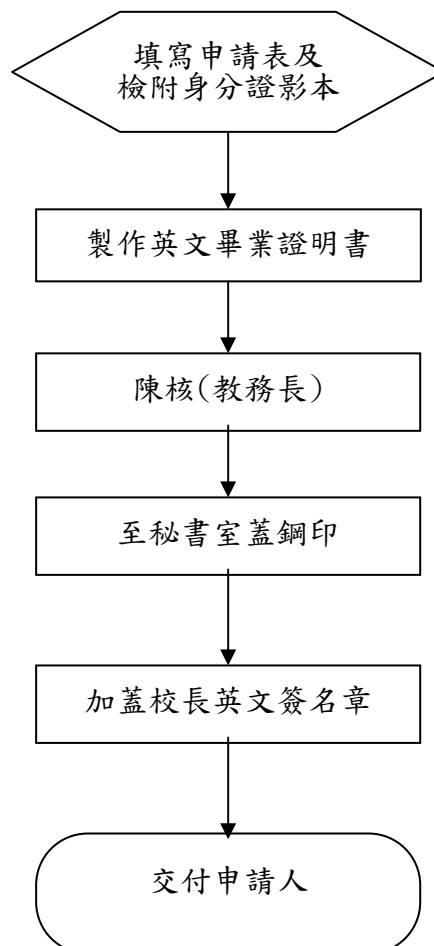 填寫申請表及
檢附身分證影本
製作英文畢業證明書
陳核(教務長)
至秘書室蓋鋼印
加蓋校長英文簽名章
交付申請人